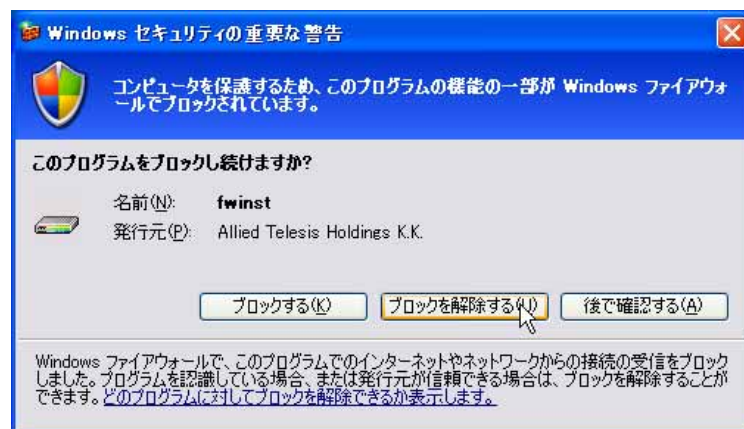 Windows セキュリティの重要な警告
コンピュータを保護するため、このプログラムの機能の一部が Windows ファイアウォ
ールでブロックされています。
このプログラムをブロックし続けますか?
名前(N): fwinst
発行元(P): Allied Telesis Holdings K.K.
ブロックする(K) ブロックを解除する(U) 後で確認する(A)
Windows ファイアウォールで、このプログラムでのインターネットやネットワークからの接続の受信をブロック
しました。プログラムを認識している場合、または発行元が信頼できる場合は、ブロックを解除することが
できます。どのプログラムに対してブロックを解除できるか表示します。